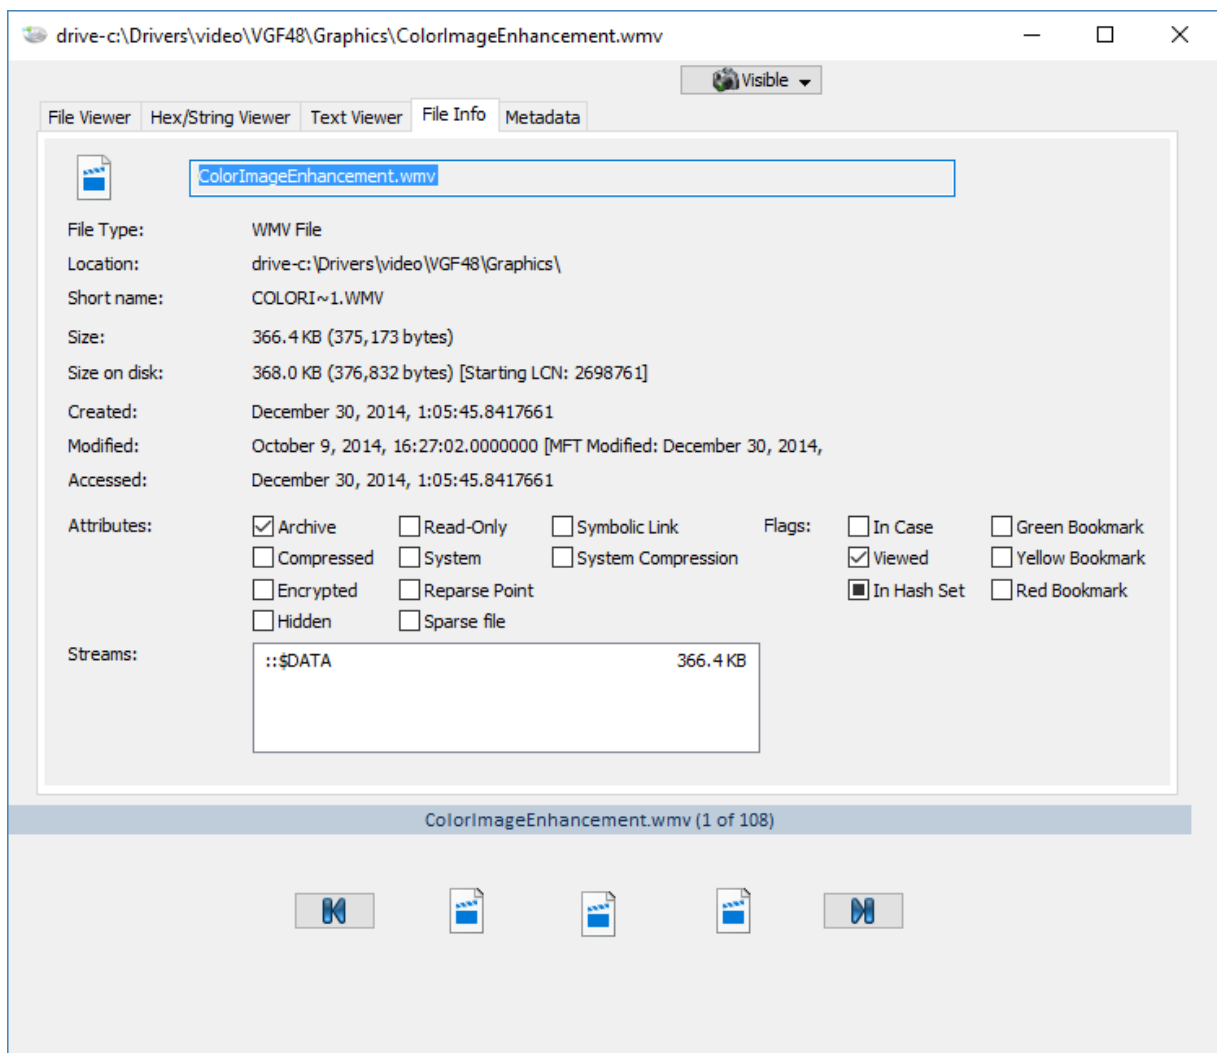 drive-c:\Drivers\video\VGF48\Graphics\ColorImageEnhancement.wmv
Visible
File Viewer Hex/String Viewer Text Viewer File Info Metadata
ColorImageEnhancement.wmv
File Type: WMV File
Location: drive-c:\Drivers\video\VGF48\Graphics\
Short name: COLORI~1.WMV
Size: 366.4 KB (375,173 bytes)
Size on disk: 368.0 KB (376,832 bytes) [Starting LCN: 2698761]
Created: December 30, 2014, 1:05:45.8417661
Modified: October 9, 2014, 16:27:02.0000000 [MFT Modified: December 30, 2014,
Accessed: December 30, 2014, 1:05:45.8417661
Attributes: Archive Read-Only Symbolic Link Flags: In Case Green Bookmark
Compressed System System Compression Viewed Yellow Bookmark
Encrypted Reparse Point In Hash Set Red Bookmark
Hidden Sparse file
Streams: ::$DATA 366.4 KB
ColorImageEnhancement.wmv (1 of 108)